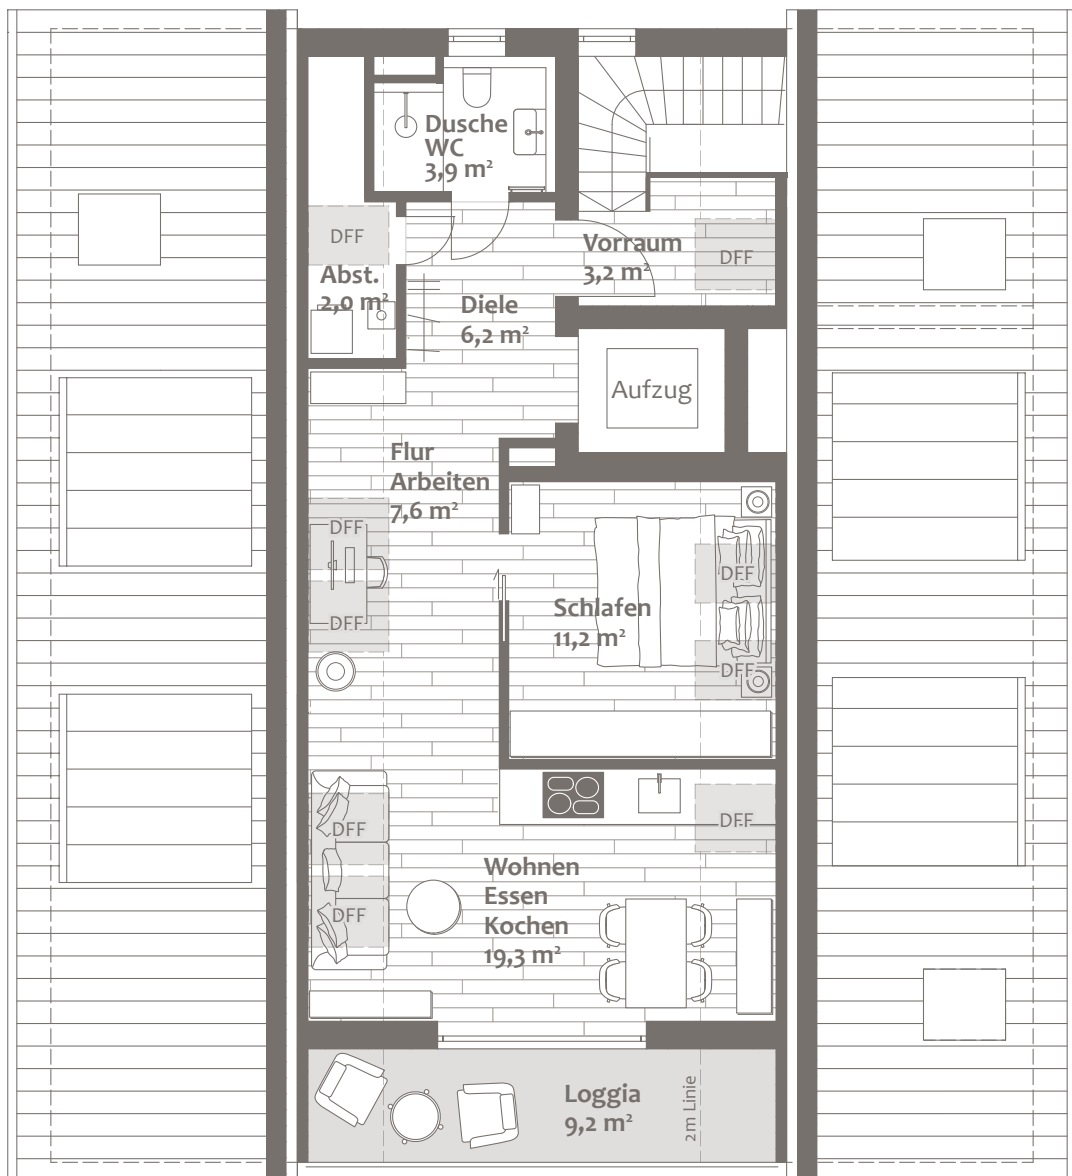 Dusche
WC
3,9 m²
DFF
Vorraum
3,2 m²
DFF
Abst.
2,0 m²
Diele
6,2 m²
Aufzug
Flur
Arbeiten
7,6 m²
DFF
DFF
Schlafen
11,2 m²
DFF
DFF
DFF
DFF
DFF
Wohnen
Essen
Kochen
19,3 m²
Loggia
9,2 m²
2m Linie